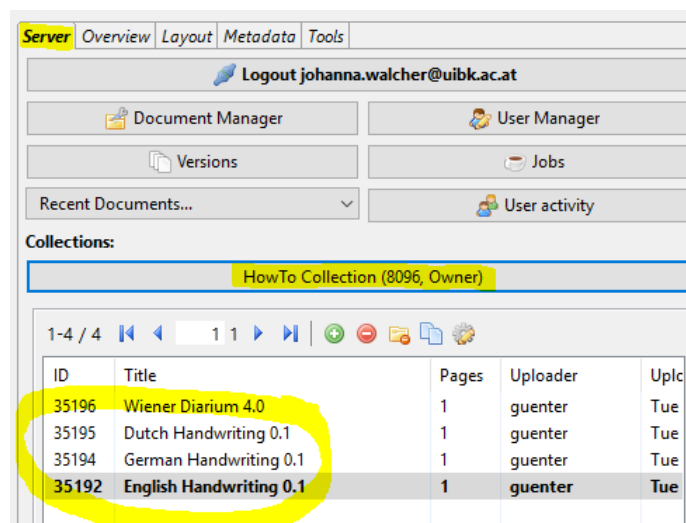 Server Overview Layout Metadata Tools
Logout johanna.walcher@uibk.ac.at
Document Manager User Manager
Versions Jobs
Recent Documents... User activity
Collections:
HowTo Collection (8096, Owner)
1-4 / 4 1 1
ID Title Pages Uploader Uplc
35196 Wiener Diarium 4.0 1 guenter Tue
35195 Dutch Handwriting 0.1 1 guenter Tue
35194 German Handwriting 0.1 1 guenter Tue
35192 English Handwriting 0.1 1 guenter Tue